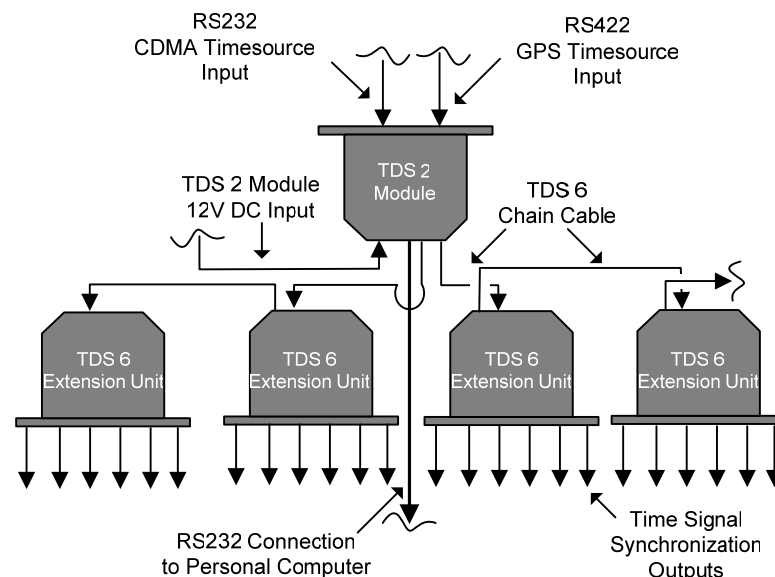 RS232
CDMA Timesource
Input
RS422
GPS Timesource
Input
TDS 2
Module
TDS 2 Module
12V DC Input
TDS 6
Chain Cable
TDS 6
Extension Unit
TDS 6
Extension Unit
TDS 6
Extension Unit
TDS 6
Extension Unit
RS232 Connection
to Personal Computer
Time Signal
Synchronization
Outputs